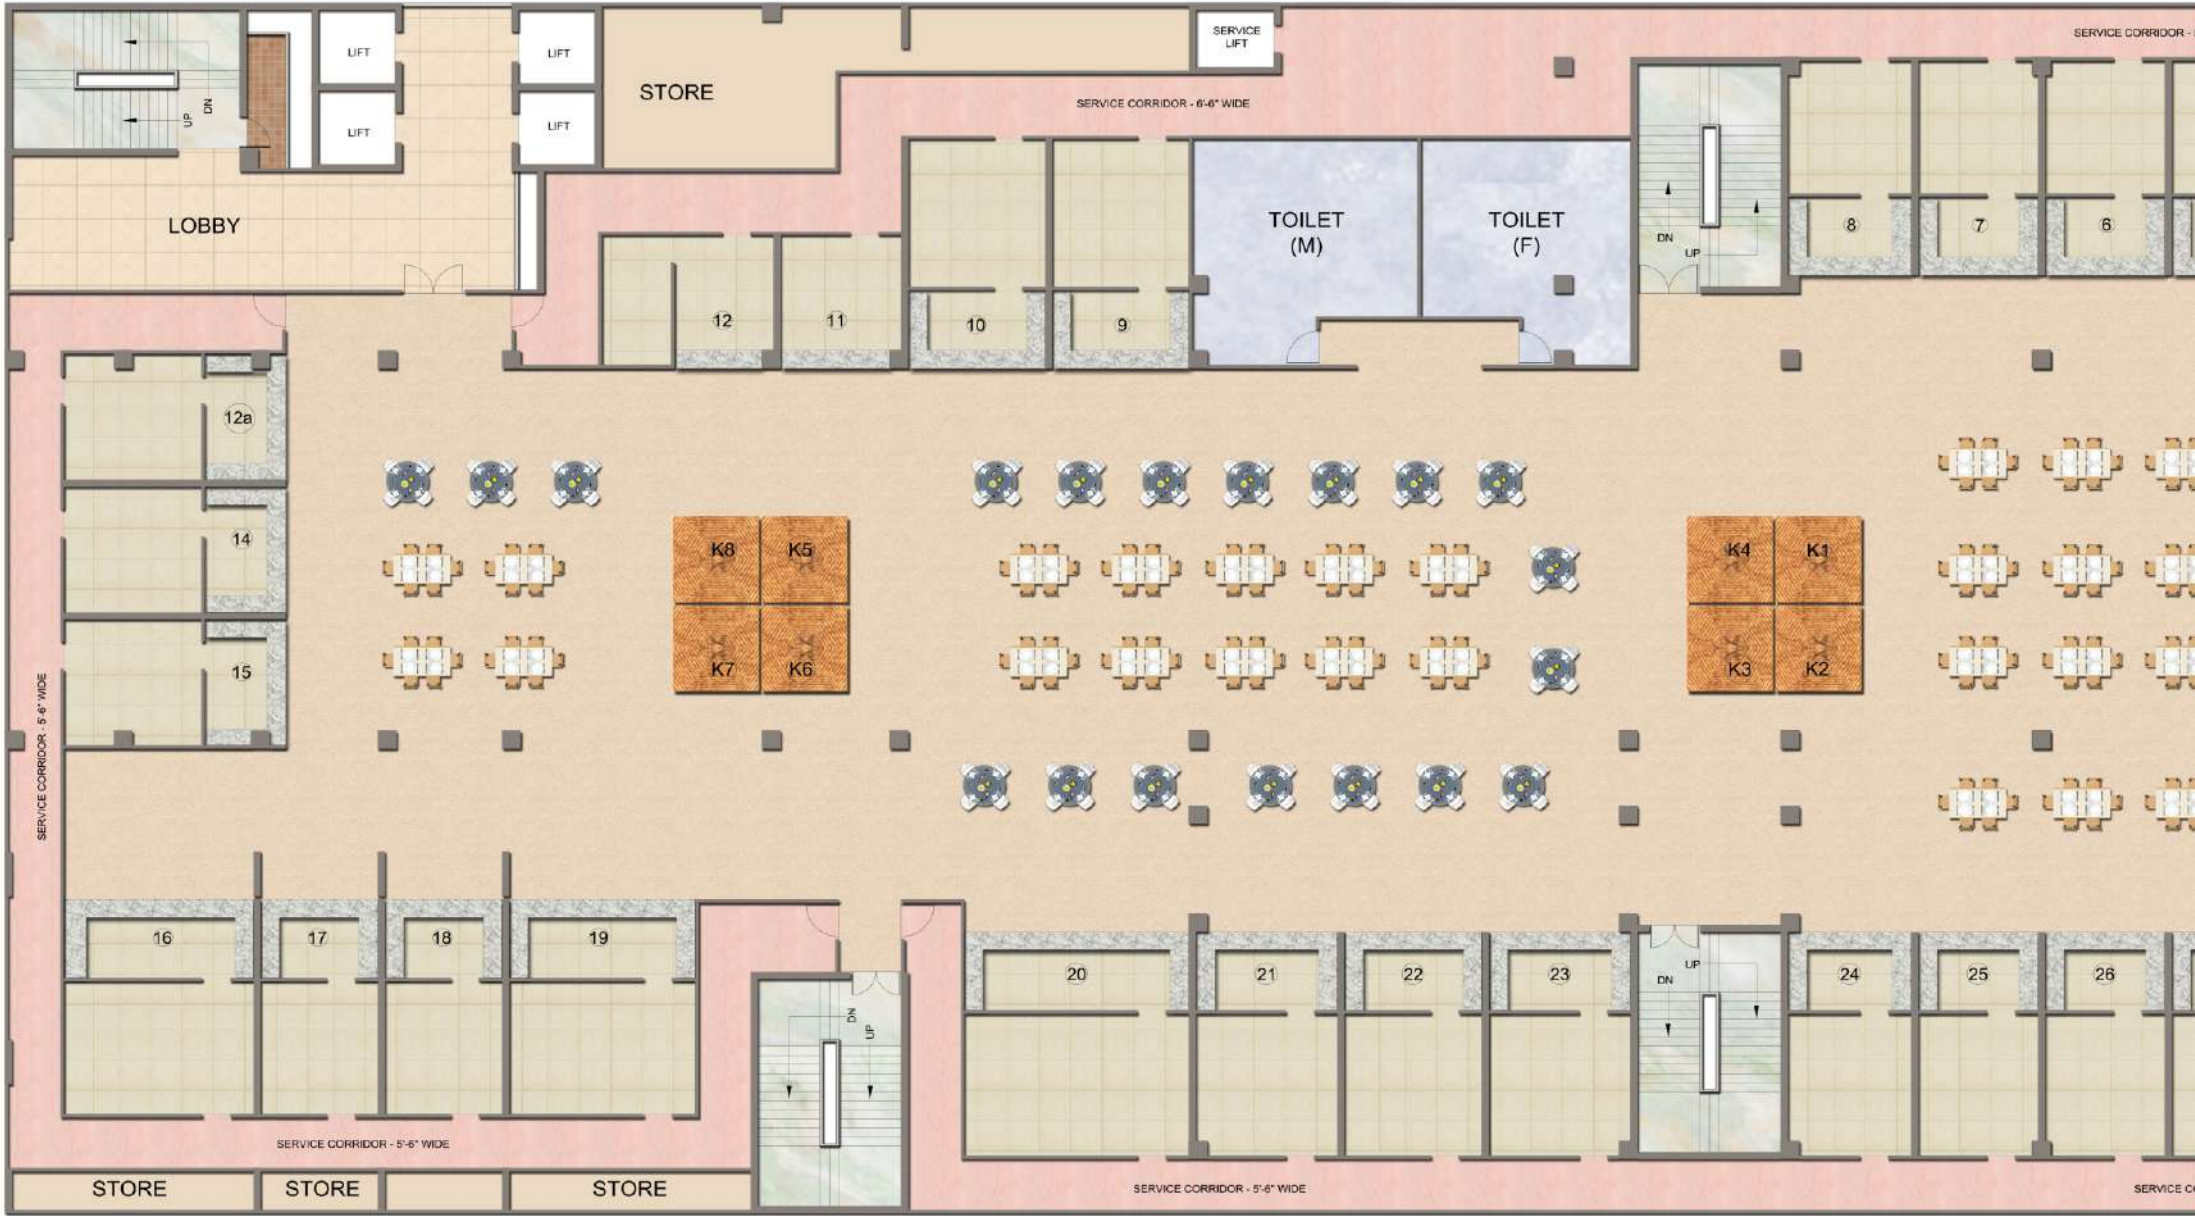 SERVICE
LIFT
SERVICE CORRIDOR -
LIFT
LIFT
STORE
SERVICE CORRIDOR - 6'-6" WIDE
DN
UP
LIFT
LIFT
LOBBY
TOILET
(M)
TOILET
(F)
DN
UP
8
7
6
12
11
10
9
12a
14
15
K8
K5
K7
K6
K4
K1
K3
K2
SERVICE CORRIDOR - 5'-6" WIDE
16
17
18
19
20
21
22
23
UP
DN
24
25
26
DN
UP
SERVICE CORRIDOR - 5'-6" WIDE
STORE
STORE
STORE
SERVICE CORRIDOR - 5'-6" WIDE
SERVICE